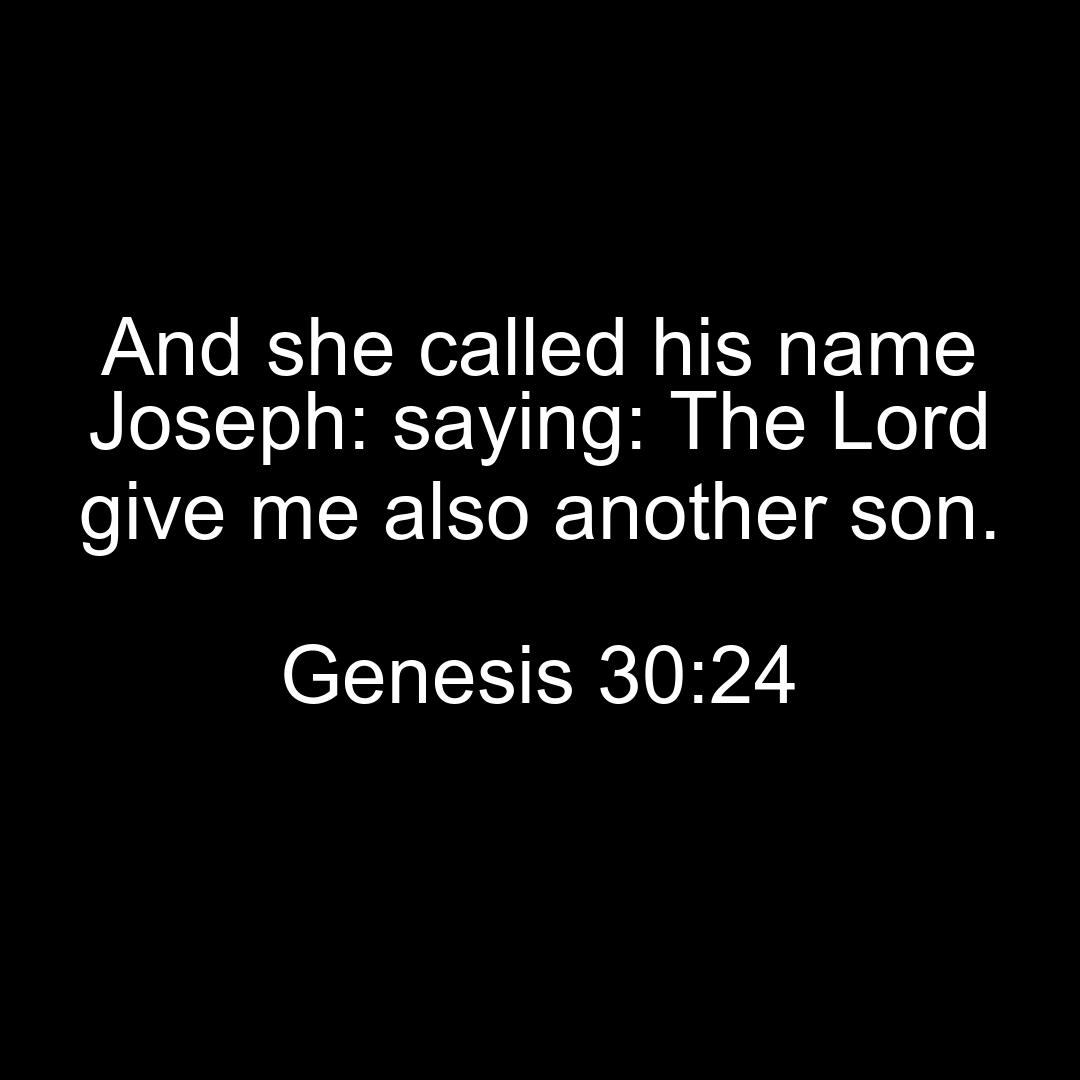 And she called his name
Joseph: saying: The Lord
give me also another son.
Genesis 30:24